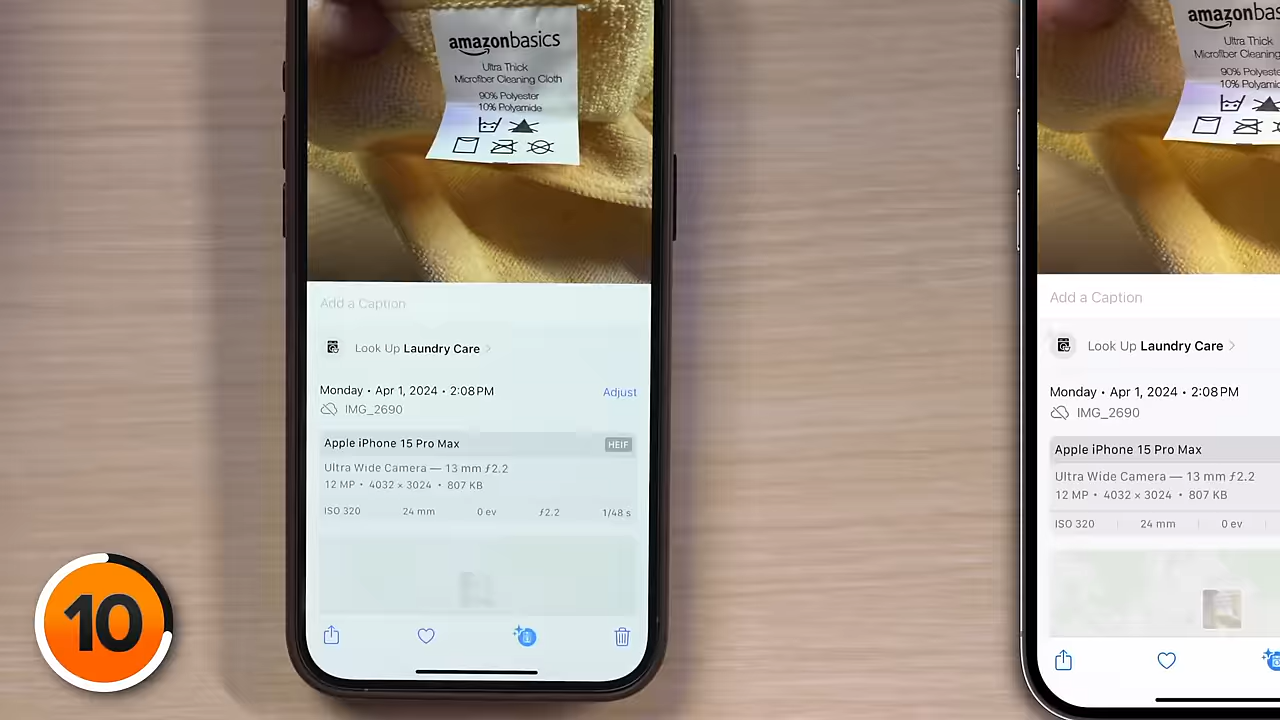 amazonbasics
Ultra Thick
Microfiber Cleaning Cloth
90% Polyester
10% Polyamide
Add a Caption
Look Up Laundry Care >
Monday • Apr 1, 2024 • 2:08 PM
Adjust
IMG_2690
Apple iPhone 15 Pro Max
HEIF
Ultra Wide Camera — 13 mm ƒ2.2
12 MP • 4032 × 3024 • 807 KB
ISO 320
24 mm
0 ev
ƒ2.2
1/48 s
10
amazonbas
Ultra Thick
Microfiber Cleaning
90% Polyeste
10% Polyamid
Add a Caption
Look Up Laundry Care >
Monday • Apr 1, 2024 • 2:08 PM
IMG_2690
Apple iPhone 15 Pro Max
Ultra Wide Camera — 13 mm ƒ2.2
12 MP • 4032 × 3024 • 807 KB
ISO 320
24 mm
0 ev